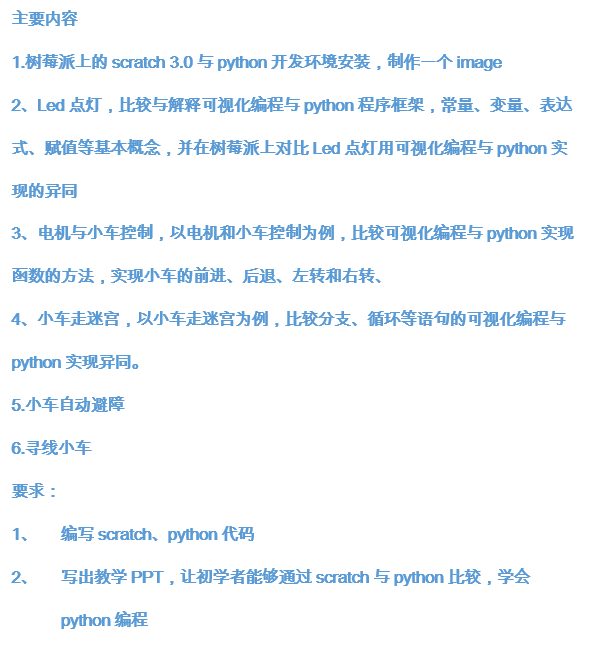 主要内容
1.树莓派上的 scratch 3.0 与 python 开发环境安装，制作一个 image
2、Led 点灯，比较与解释可视化编程与 python 程序框架，常量、变量、表达
式、赋值等基本概念，并在树莓派上对比 Led 点灯用可视化编程与 python 实
现的异同
3、电机与小车控制，以电机和小车控制为例，比较可视化编程与 python 实现
函数的方法，实现小车的前进、后退、左转和右转、
4、小车走迷宫，以小车走迷宫为例，比较分支、循环等语句的可视化编程与
python 实现异同。
5.小车自动避障
6.寻线小车
要求：
1、 编写 scratch、python 代码
2、 写出教学 PPT，让初学者能够通过 scratch 与 python 比较，学会
python 编程